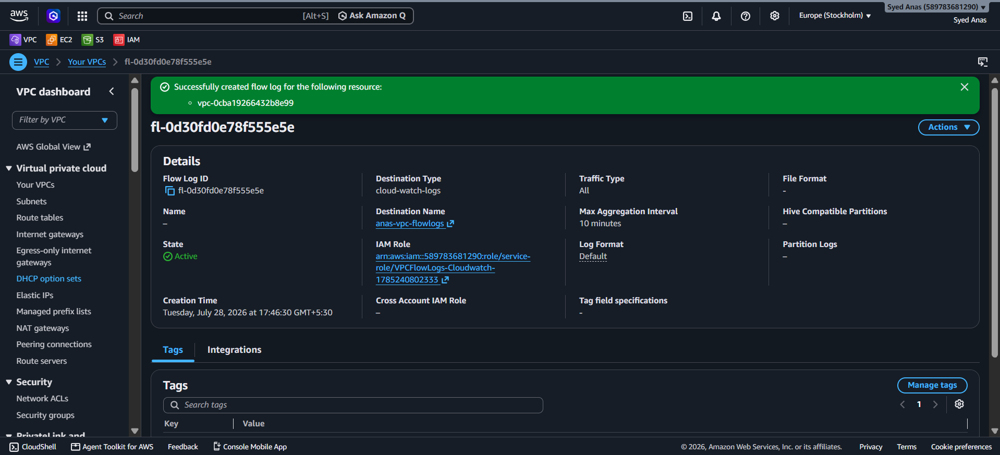 aws
Search [Alt+S] Ask Amazon Q
Europe (Stockholm)
Syed Anas (589783681290)
Syed Anas
VPC EC2 S3 IAM
VPC Your VPCs fl-0d30fd0e78f555e5e
VPC dashboard
Filter by VPC
AWS Global View
Virtual private cloud
Your VPCs
Subnets
Route tables
Internet gateways
Egress-only internet
gateways
DHCP option sets
Elastic IPs
Managed prefix lists
NAT gateways
Peering connections
Route servers
Security
Network ACLs
Security groups
PrivateLink and
Successfully created flow log for the following resource:
vpc-0cba19266432b8e99
fl-0d30fd0e78f555e5e
Actions
Details
Flow Log ID
fl-0d30fd0e78f555e5e
Destination Type
cloud-watch-logs
Traffic Type
All
File Format
-
Name
–
Destination Name
anas-vpc-flowlogs
Max Aggregation Interval
10 minutes
Hive Compatible Partitions
–
State
Active
IAM Role
arn:aws:iam::589783681290:role/service-
role/VPCFlowLogs-Cloudwatch-
1785240802333
Log Format
Default
Partition Logs
–
Creation Time
Tuesday, July 28, 2026 at 17:46:30 GMT+5:30
Cross Account IAM Role
–
Tag field specifications
-
Tags Integrations
Tags
Manage tags
Search tags
1
Key Value
CloudShell Agent Toolkit for AWS Feedback Console Mobile App
© 2026, Amazon Web Services, Inc. or its affiliates. Privacy Terms Cookie preferences